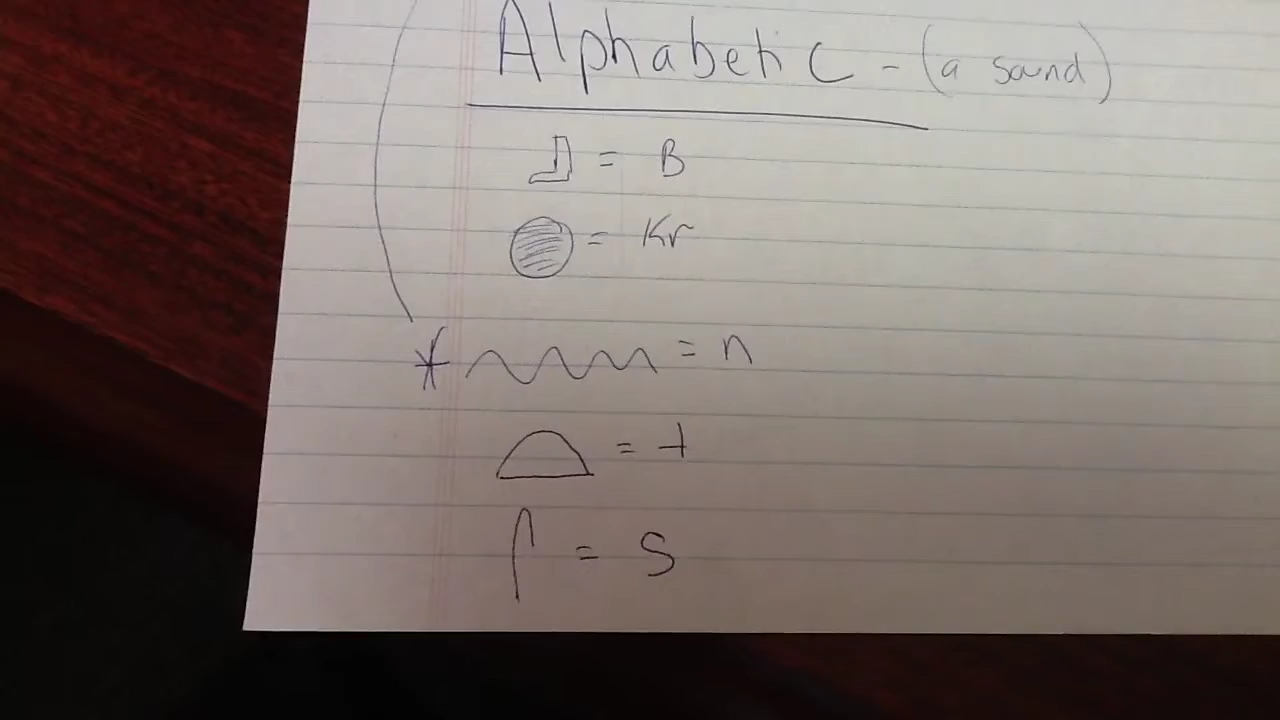 Alphabetic - (a sound)
𓃀 = B
𓐍 = Kr
* 𓈖 = n
𓏏 = t
𓋴 = S